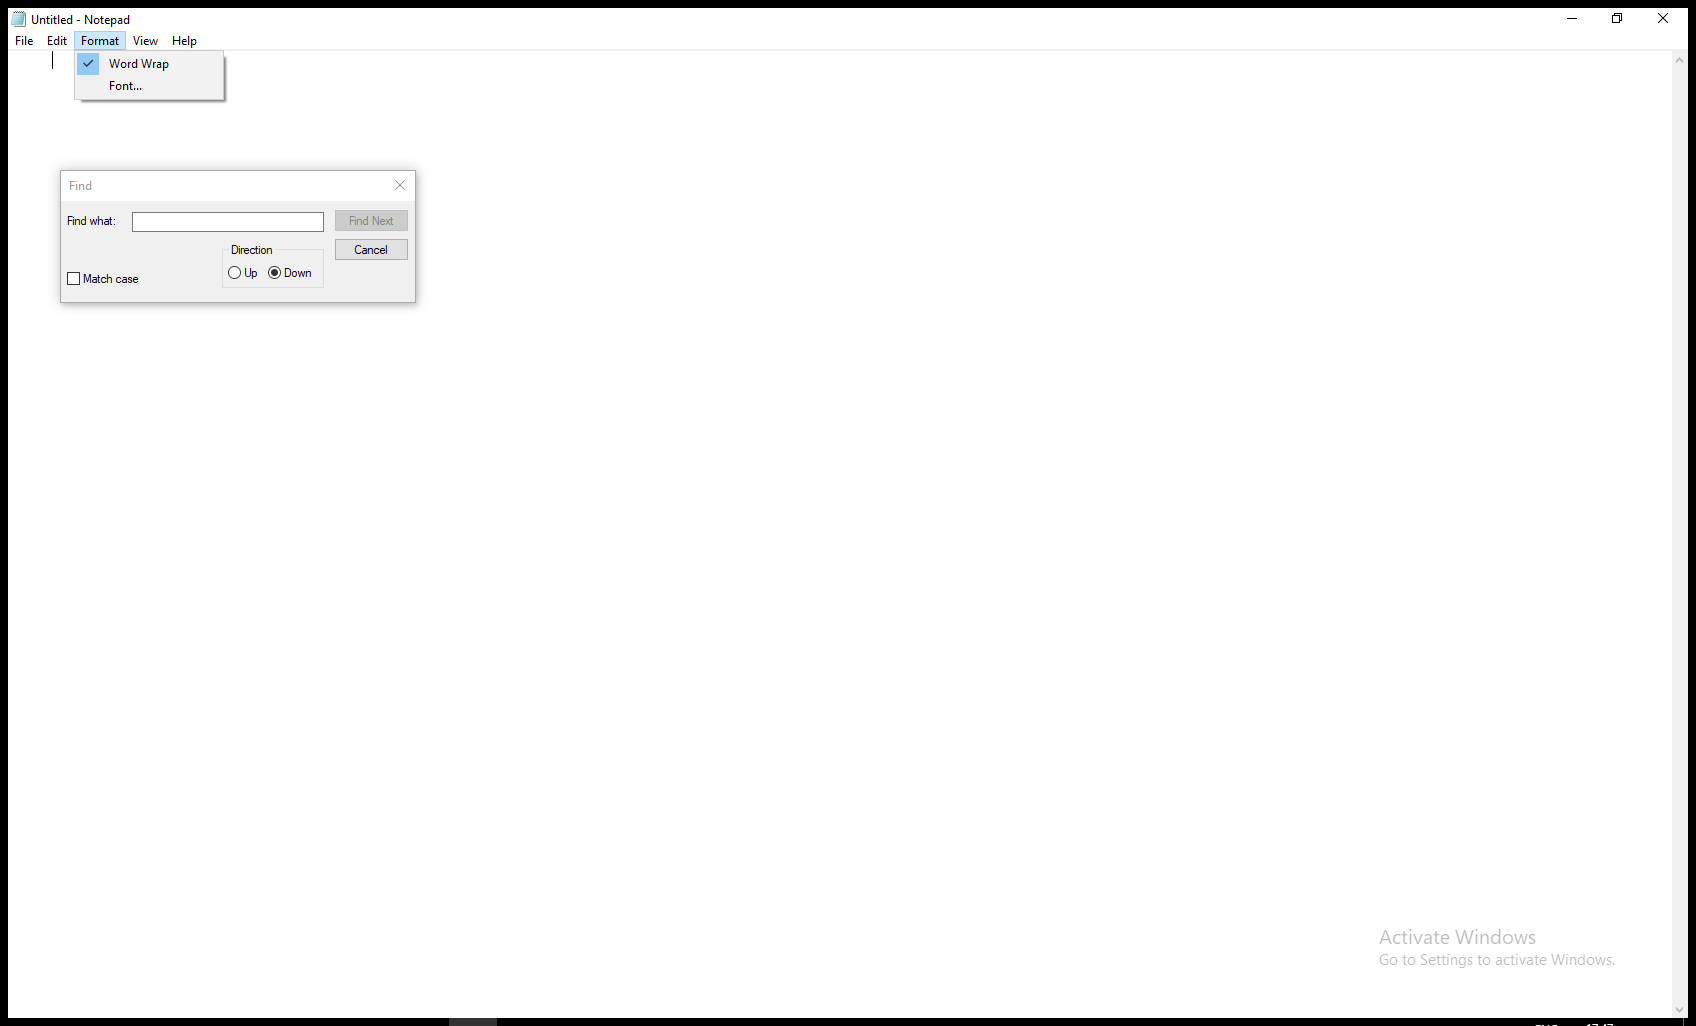 Untitled - Notepad
File Edit Format View Help
Word Wrap
Font...
Find
Find what:
Find Next
Direction
Cancel
Up Down
Match case
Activate Windows
Go to Settings to activate Windows.